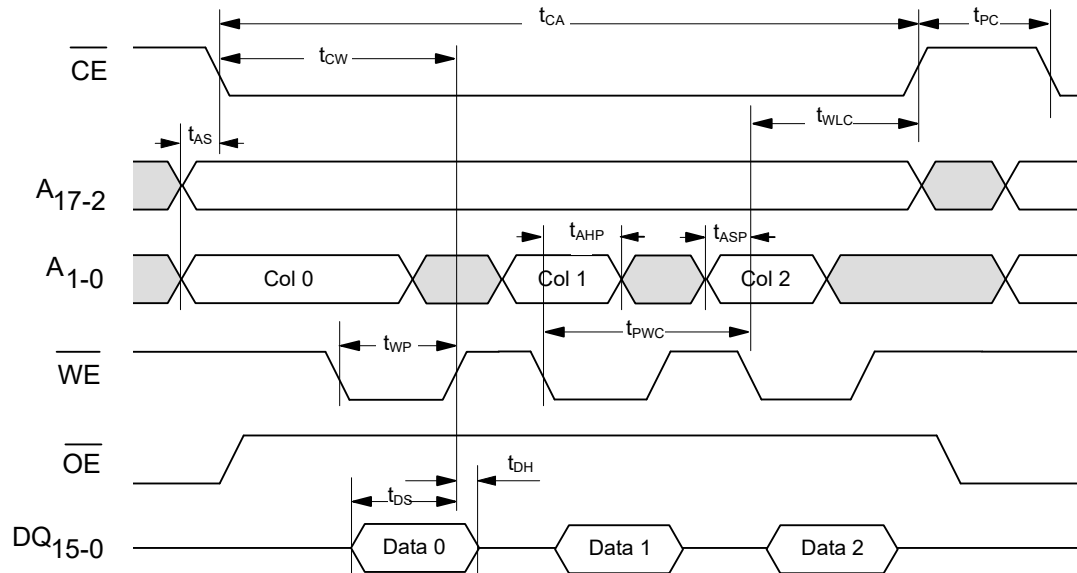 tCA
tPC
CE
tCW
tWLC
tAS
A17-2
tAHP
tASP
A1-0
Col 0
Col 1
Col 2
tPWC
tWP
WE
OE
tDH
tDS
DQ15-0
Data 0
Data 1
Data 2